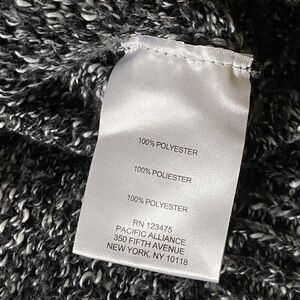 100% POLYESTER
100% POLIESTER
100% POLYESTER
RN 123475
PACIFIC ALLIANCE
350 FIFTH AVENUE
NEW YORK, NY 10118